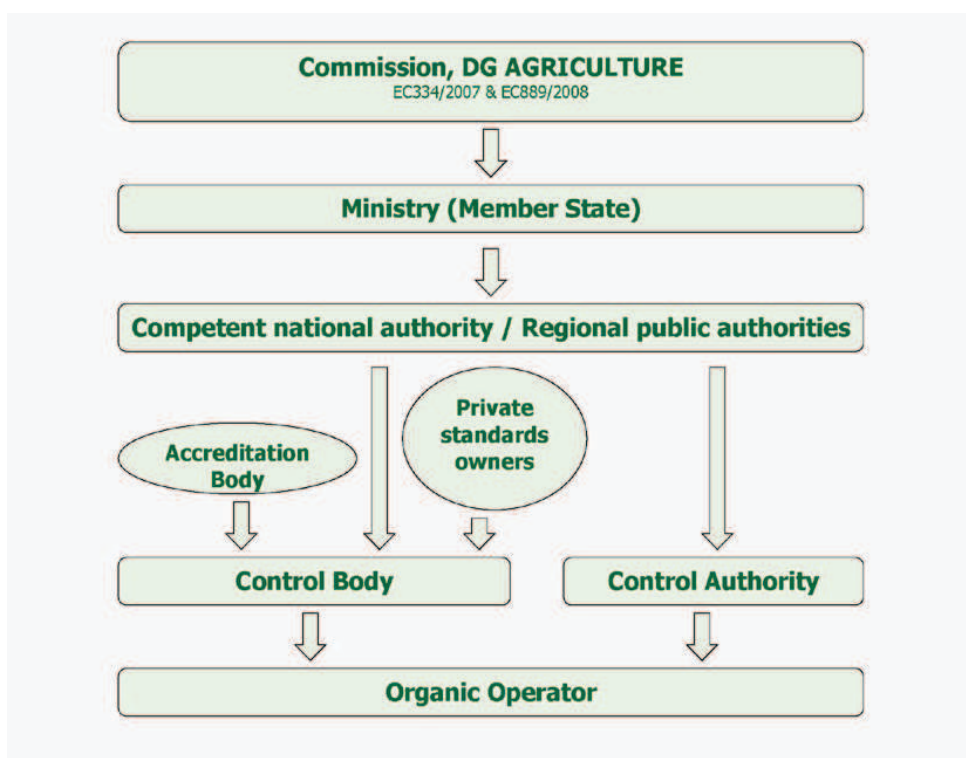 Commission, DG AGRICULTURE
EC334/2007 & EC889/2008
Ministry (Member State)
Competent national authority / Regional public authorities
Private
standards
owners
Accreditation
Body
Control Body
Control Authority
Organic Operator